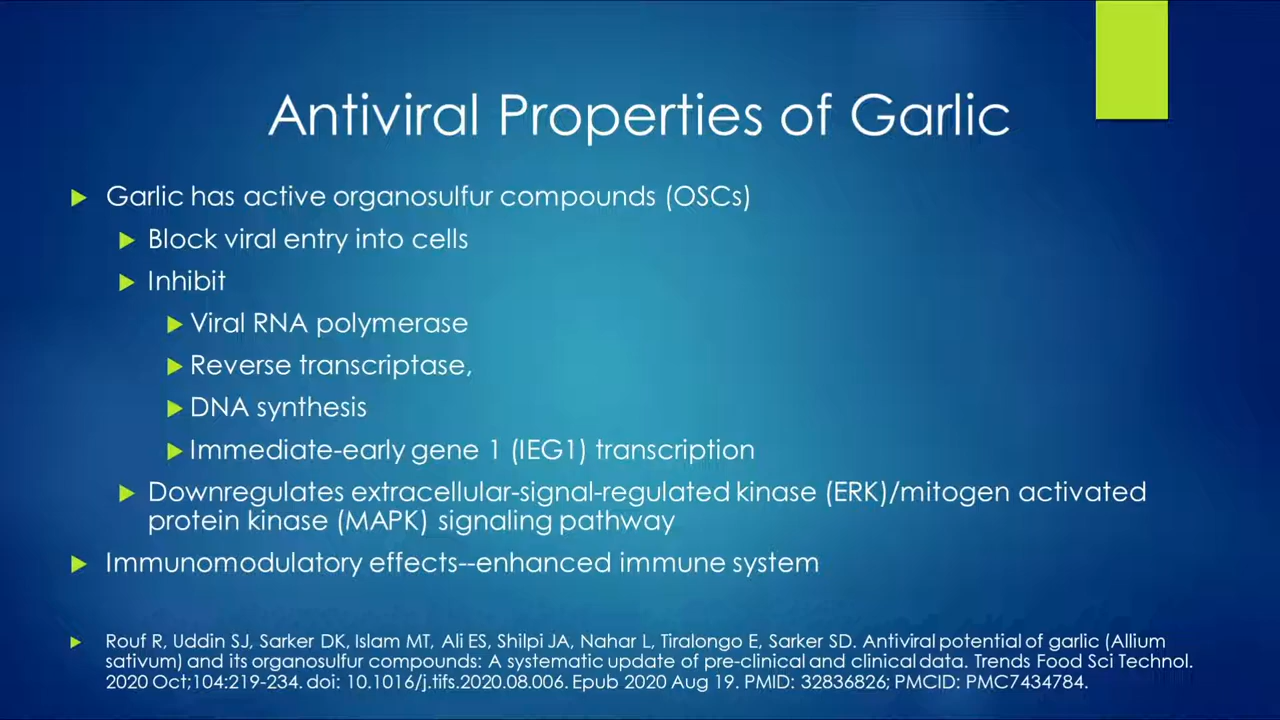 Antiviral Properties of Garlic
Garlic has active organosulfur compounds (OSCs)
Block viral entry into cells
Inhibit
Viral RNA polymerase
Reverse transcriptase,
DNA synthesis
Immediate-early gene 1 (IEG1) transcription
Downregulates extracellular-signal-regulated kinase (ERK)/mitogen activated
protein kinase (MAPK) signaling pathway
Immunomodulatory effects--enhanced immune system
Rouf R, Uddin SJ, Sarker DK, Islam MT, Ali ES, Shilpi JA, Nahar L, Tiralongo E, Sarker SD. Antiviral potential of garlic (Allium
sativum) and its organosulfur compounds: A systematic update of pre-clinical and clinical data. Trends Food Sci Technol.
2020 Oct;104:219-234. doi: 10.1016/j.tifs.2020.08.006. Epub 2020 Aug 19. PMID: 32836826; PMCID: PMC7434784.